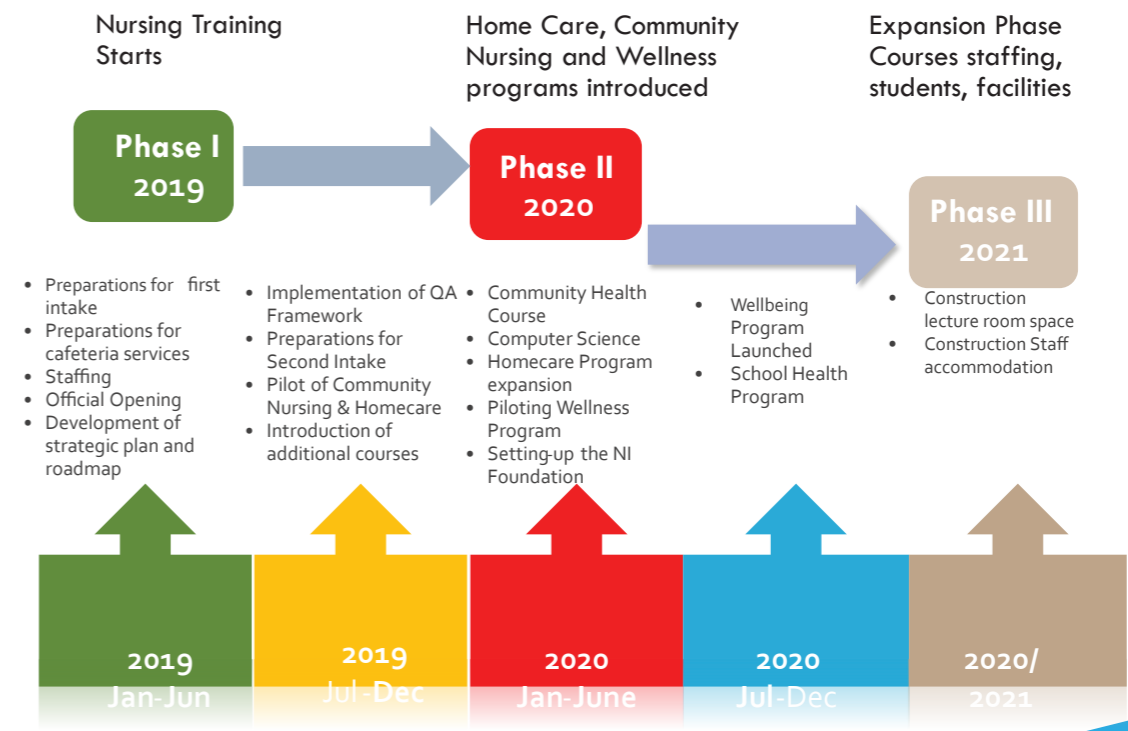 Nursing Training
Starts
Home Care, Community
Nursing and Wellness
programs introduced
Expansion Phase
Courses staffing,
students, facilities
Phase I
2019
Phase II
2020
Phase III
2021
• Preparations for first
intake
• Preparations for
cafeteria services
• Staffing
• Official Opening
• Development of
strategic plan and
roadmap
• Implementation of QA
Framework
• Preparations for
Second Intake
• Pilot of Community
Nursing & Homecare
• Introduction of
additional courses
• Community Health
Course
• Computer Science
• Homecare Program
expansion
• Piloting Wellness
Program
• Setting-up the NI
Foundation
• Wellbeing
Program
Launched
• School Health
Program
• Construction
lecture room space
• Construction Staff
accommodation
2019
Jan-Jun
2019
Jul-Dec
2020
Jan-June
2020
Jul-Dec
2020/
2021